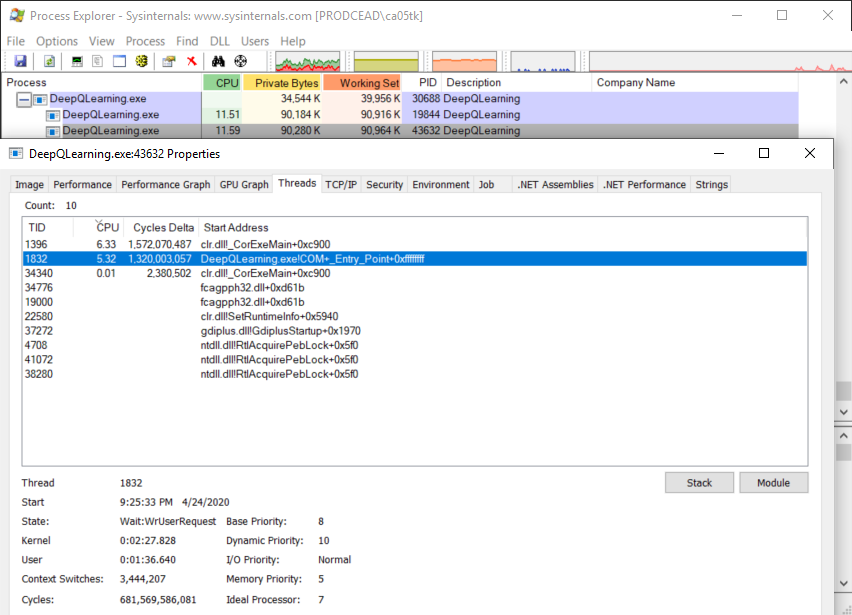 Process Explorer - Sysinternals: www.sysinternals.com [PRODCEAD\ca05tk]
File Options View Process Find DLL Users Help
Process CPU Private Bytes Working Set PID Description Company Name
DeepQLearning.exe 34,544 K 39,956 K 30688 DeepQLearning
DeepQLearning.exe 11.51 90,184 K 90,916 K 19844 DeepQLearning
DeepQLearning.exe 11.59 90,280 K 90,964 K 43632 DeepQLearning
DeepQLearning.exe:43632 Properties
Image Performance Performance Graph GPU Graph Threads TCP/IP Security Environment Job .NET Assemblies .NET Performance Strings
Count: 10
TID CPU Cycles Delta Start Address
1396 6.33 1,572,070,487 clr.dll!_CorExeMain+0xc900
1832 5.32 1,320,003,057 DeepQLearning.exe!COM+_Entry_Point+0xffffffff
34340 0.01 2,380,502 clr.dll!_CorExeMain+0xc900
34776 fcagpph32.dll+0xd61b
19000 fcagpph32.dll+0xd61b
22580 clr.dll!SetRuntimeInfo+0x5940
37272 gdiplus.dll!GdiplusStartup+0x1970
4708 ntdll.dll!RtlAcquirePebLock+0x5f0
41072 ntdll.dll!RtlAcquirePebLock+0x5f0
38280 ntdll.dll!RtlAcquirePebLock+0x5f0
Thread 1832 Stack Module
Start 9:25:33 PM 4/24/2020
State: Wait:WrUserRequest Base Priority: 8
Kernel 0:02:27.828 Dynamic Priority: 10
User 0:01:36.640 I/O Priority: Normal
Context Switches: 3,444,207 Memory Priority: 5
Cycles: 681,569,586,081 Ideal Processor: 7